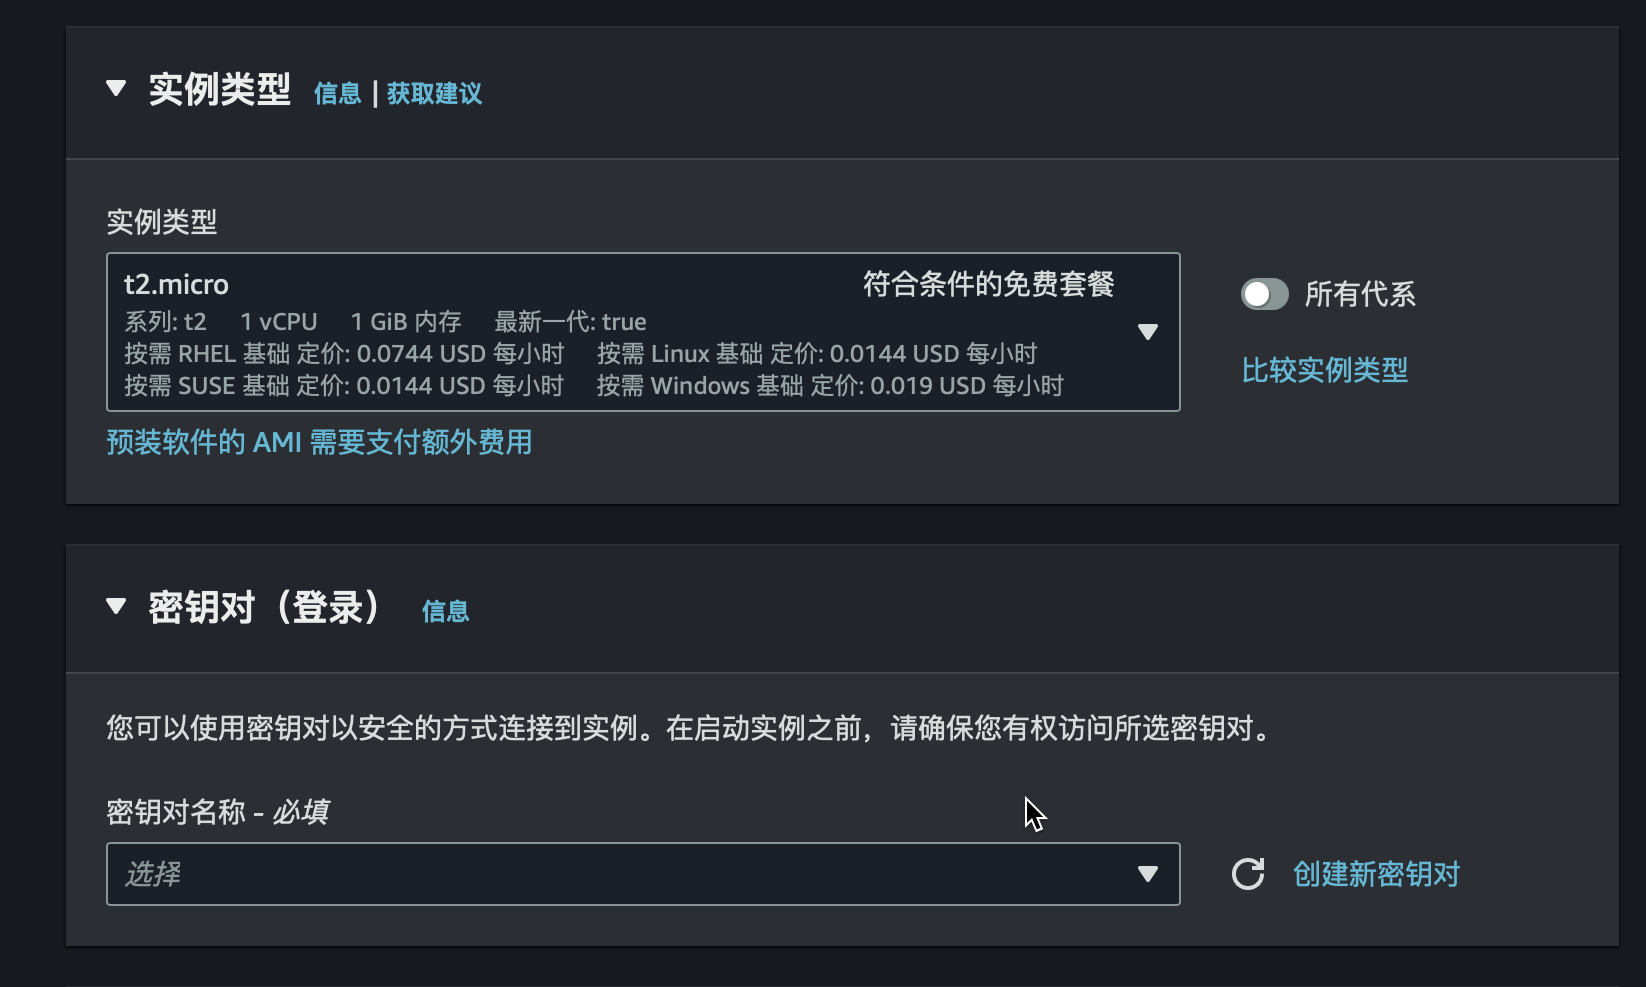 实例类型 信息 | 获取建议
实例类型
t2.micro 符合条件的免费套餐
系列: t2 1 vCPU 1 GiB 内存 最新一代: true
按需 RHEL 基础 定价: 0.0744 USD 每小时 按需 Linux 基础 定价: 0.0144 USD 每小时
按需 SUSE 基础 定价: 0.0144 USD 每小时 按需 Windows 基础 定价: 0.019 USD 每小时
所有代系
比较实例类型
预装软件的 AMI 需要支付额外费用
密钥对（登录） 信息
您可以使用密钥对以安全的方式连接到实例。在启动实例之前，请确保您有权访问所选密钥对。
密钥对名称 - 必填
选择
创建新密钥对